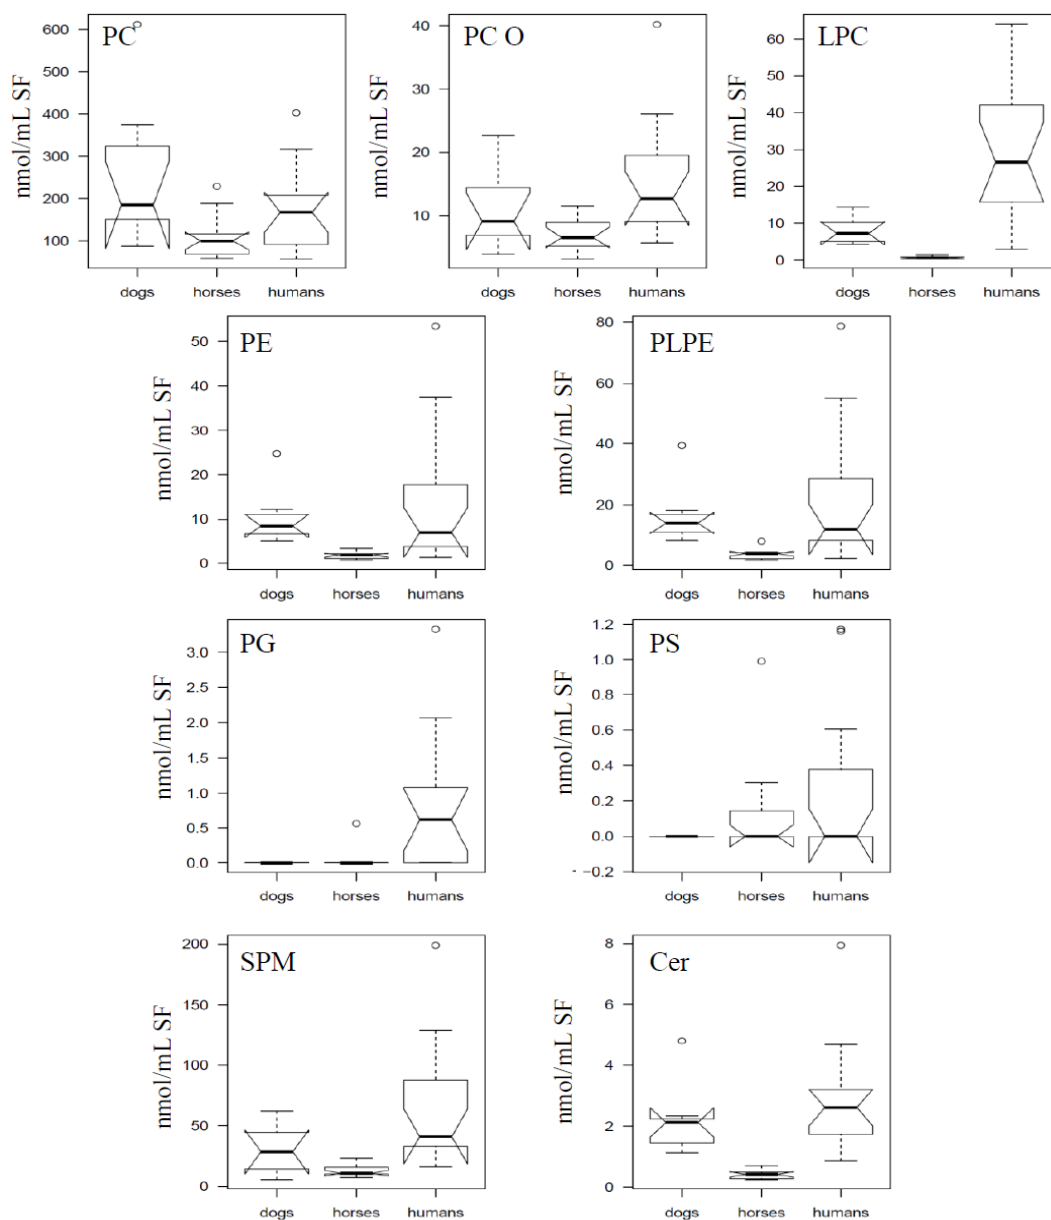 PC
nmol/mL SF
600
500
400
300
200
100
dogs horses humans
PC O
nmol/mL SF
40
30
20
10
dogs horses humans
LPC
nmol/mL SF
60
50
40
30
20
10
0
dogs horses humans
PE
nmol/mL SF
50
40
30
20
10
0
dogs horses humans
PLPE
nmol/mL SF
80
60
40
20
0
dogs horses humans
PG
nmol/mL SF
3.0
2.5
2.0
1.5
1.0
0.5
0.0
dogs horses humans
PS
nmol/mL SF
1.2
1.0
0.8
0.6
0.4
0.2
0.0
-0.2
dogs horses humans
SPM
nmol/mL SF
200
150
100
50
0
dogs horses humans
Cer
nmol/mL SF
8
6
4
2
0
dogs horses humans